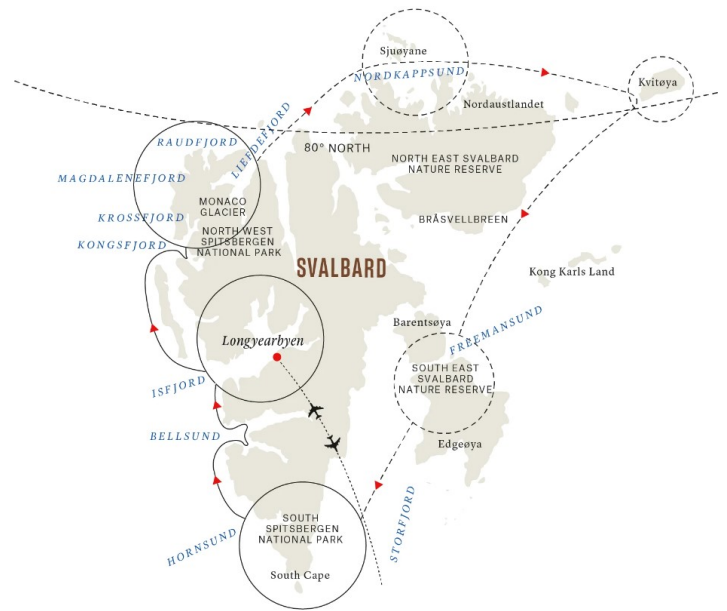 Sjuøyane
NORDKAPPSUND
Kvitøya
Nordaustlandet
LIEFDEFJORD
RAUDFJORD
80° NORTH
NORTH EAST SVALBARD
NATURE RESERVE
MAGDALENEFJORD
MONACO
GLACIER
KROSSFJORD
BRÅSVELLBREEN
NORTH WEST
SPITSBERGEN
NATIONAL PARK
KONGSFJORD
SVALBARD
Kong Karls Land
Barentsøya
FREEMANSUND
Longyearbyen
SOUTH EAST
SVALBARD
NATURE RESERVE
ISFJORD
BELLSUND
Edgeøya
STORFJORD
HORNSUND
SOUTH
SPITSBERGEN
NATIONAL PARK
South Cape